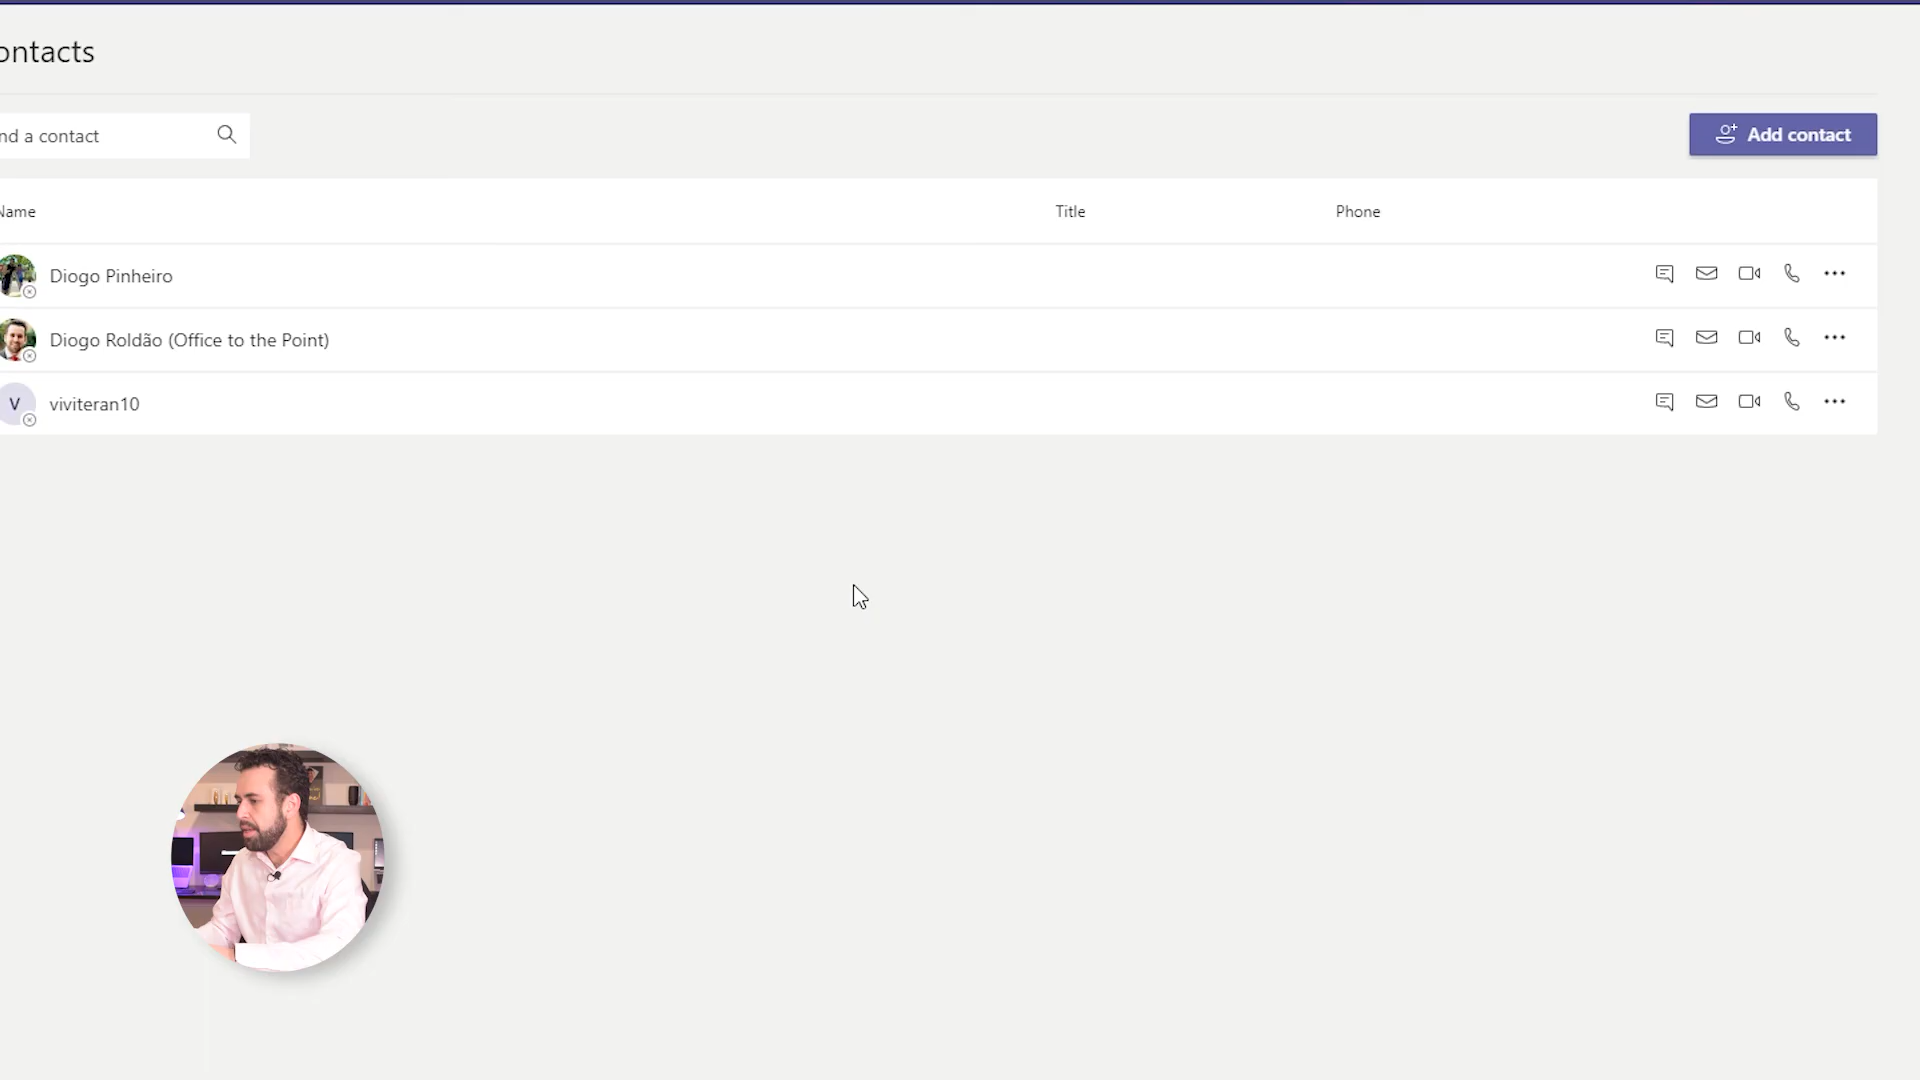 ontacts
nd a contact
Add contact
Name Title Phone
Diogo Pinheiro
Diogo Roldão (Office to the Point)
V viviteran10